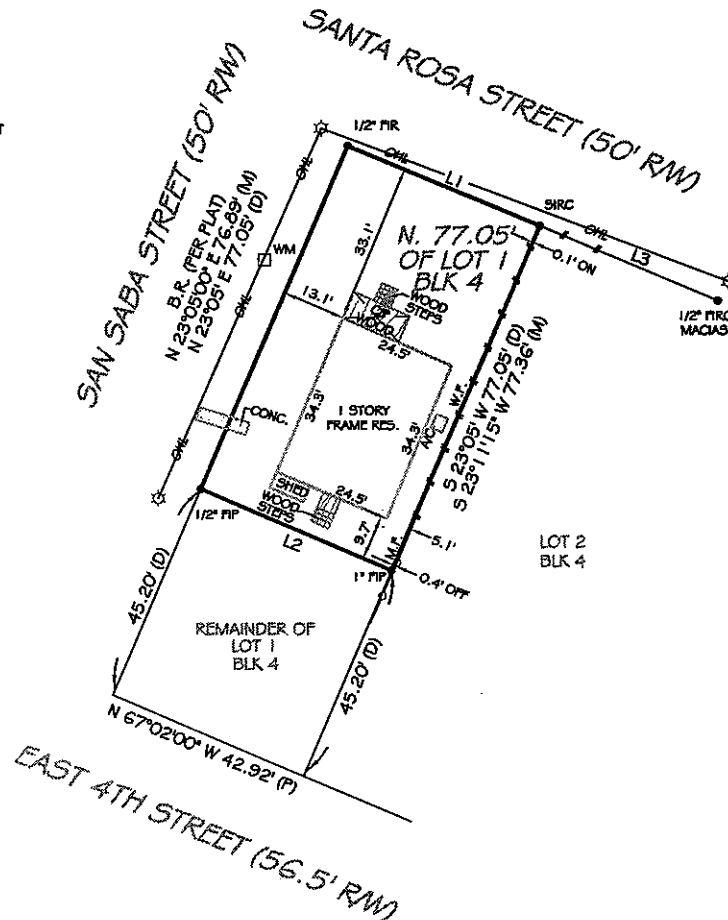 SANTA ROSA STREET (50' R/W)
SAN SABA STREET (50' R/W)
1/2" FIR
OHL
OHL
OHL
OHL
OHL
L1
L3
SIRC
B.R. (PER PLAT)
N 23°05'00" E 76.89' (M)
N 23°05' E 77.05' (D)
WM
33.1'
N. 77.05'
OF LOT 1
BLK 4
0.1' ON
1/2" FIRC
MACIAS
13.1'
WOOD
STEPS
WOOD
24.5'
34.3'
1 STORY
FRAME RES.
34.3'
A/C
W.F.
S 23°05' W 77.05' (D)
S 23°11'15" W 77.36' (M)
CONC.
SHED
WOOD
STEPS
24.5'
9.7'
5.1'
1/2" FIP
L2
M.F.
1" FIP
0.4' OFF
LOT 2
BLK 4
45.20' (D)
REMAINDER OF
LOT 1
BLK 4
45.20' (D)
N 67°02'00" W 42.92' (P)
EAST 4TH STREET (56.5' R/W)